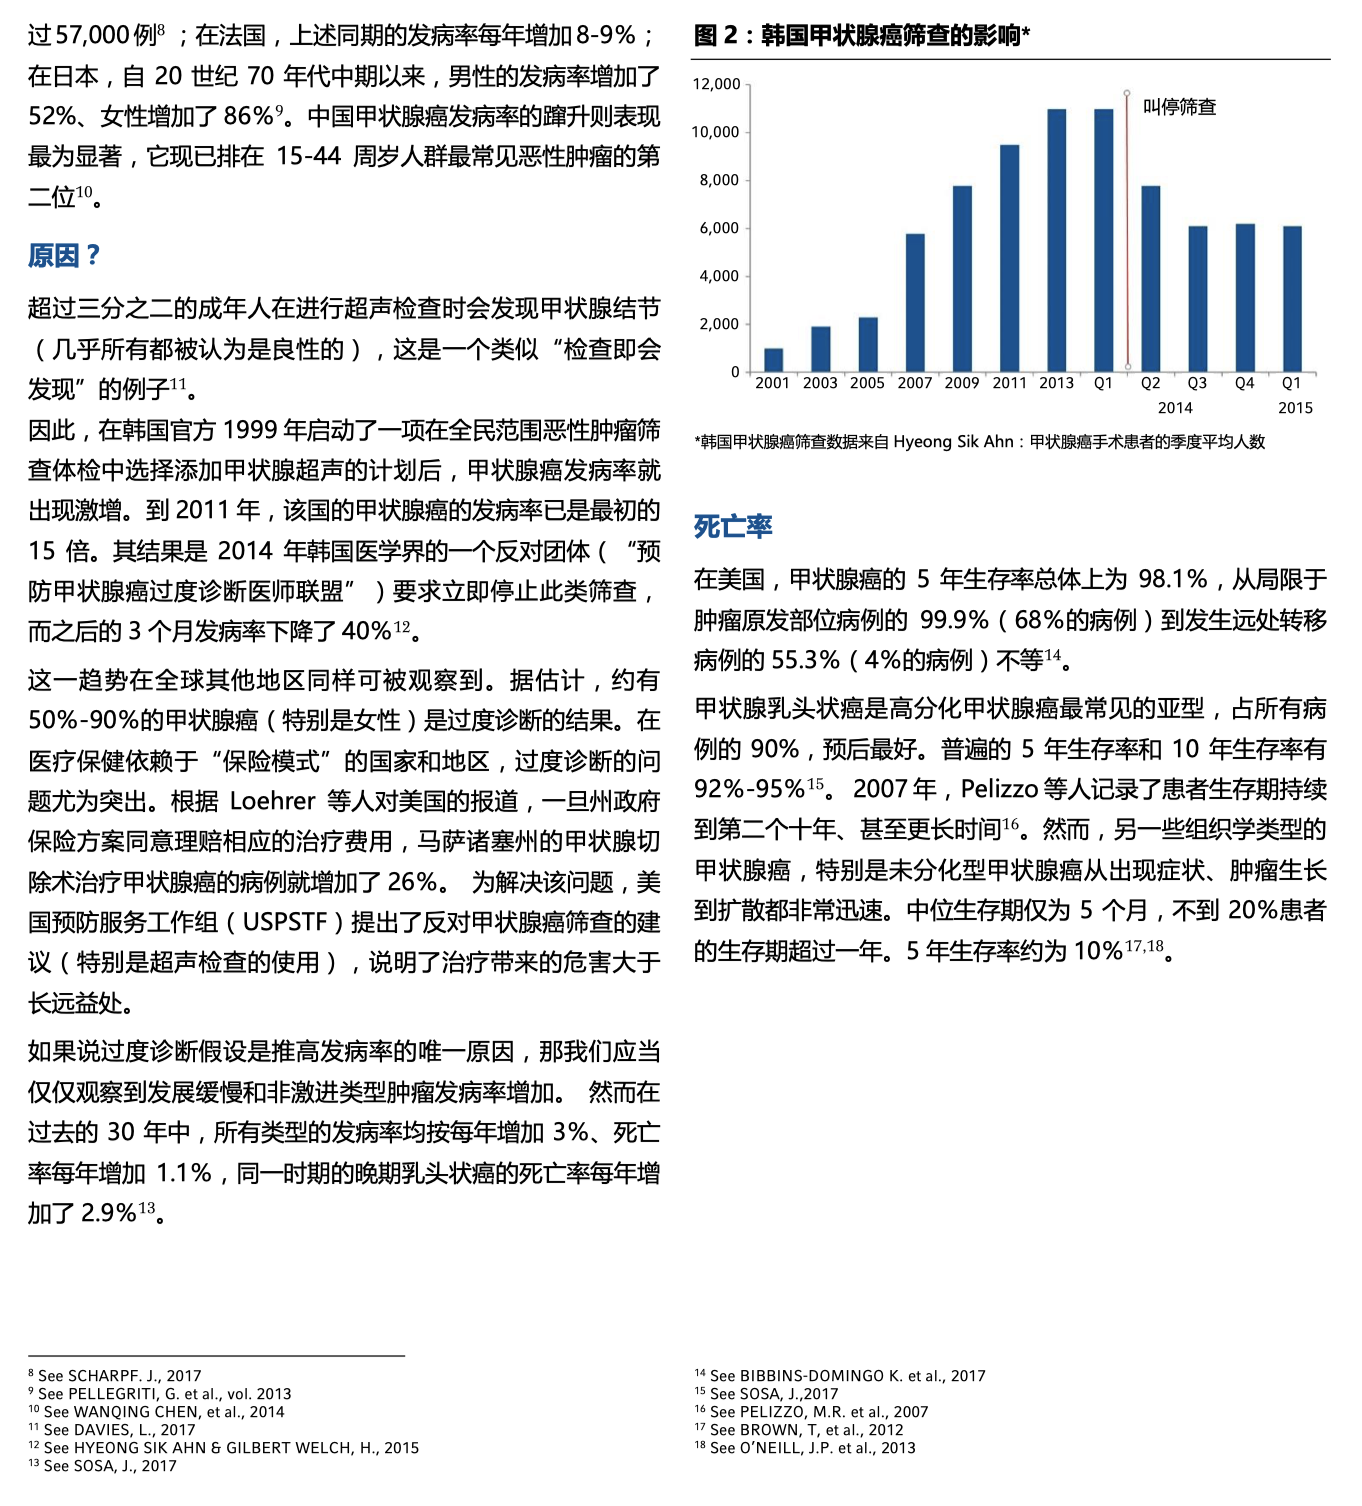 过57,000例⁸ ；在法国，上述同期的发病率每年增加8-9%；
在日本，自 20 世纪 70 年代中期以来，男性的发病率增加了
52%、女性增加了86%⁹。中国甲状腺癌发病率的蹿升则表现
最为显著，它现已排在 15-44 周岁人群最常见恶性肿瘤的第
二位¹⁰。
原因？
超过三分之二的成年人在进行超声检查时会发现甲状腺结节
（几乎所有都被认为是良性的），这是一个类似“检查即会
发现”的例子¹¹。
因此，在韩国官方 1999 年启动了一项在全民范围恶性肿瘤筛
查体检中选择添加甲状腺超声的计划后，甲状腺癌发病率就
出现激增。到 2011 年，该国的甲状腺癌的发病率已是最初的
15 倍。其结果是 2014 年韩国医学界的一个反对团体（“预
防甲状腺癌过度诊断医师联盟”）要求立即停止此类筛查，
而之后的 3 个月发病率下降了 40%¹²。
这一趋势在全球其他地区同样可被观察到。据估计，约有
50%-90%的甲状腺癌（特别是女性）是过度诊断的结果。在
医疗保健依赖于“保险模式”的国家和地区，过度诊断的问
题尤为突出。根据 Loehrer 等人对美国的报道，一旦州政府
保险方案同意理赔相应的治疗费用，马萨诸塞州的甲状腺切
除术治疗甲状腺癌的病例就增加了 26%。 为解决该问题，美
国预防服务工作组（USPSTF）提出了反对甲状腺癌筛查的建
议（特别是超声检查的使用），说明了治疗带来的危害大于
长远益处。
如果说过度诊断假设是推高发病率的唯一原因，那我们应当
仅仅观察到发展缓慢和非激进类型肿瘤发病率增加。 然而在
过去的 30 年中，所有类型的发病率均按每年增加 3%、死亡
率每年增加 1.1%，同一时期的晚期乳头状癌的死亡率每年增
加了 2.9%¹³。
⁸ See SCHARPF. J., 2017
⁹ See PELLEGRITI, G. et al., vol. 2013
¹⁰ See WANQING CHEN, et al., 2014
¹¹ See DAVIES, L., 2017
¹² See HYEONG SIK AHN & GILBERT WELCH, H., 2015
¹³ See SOSA, J., 2017
图 2：韩国甲状腺癌筛查的影响*
12,000
10,000
8,000
6,000
4,000
2,000
0
叫停筛查
2001 2003 2005 2007 2009 2011 2013 Q1 Q2 Q3 Q4 Q1
2014 2015
*韩国甲状腺癌筛查数据来自 Hyeong Sik Ahn：甲状腺癌手术患者的季度平均人数
死亡率
在美国，甲状腺癌的 5 年生存率总体上为 98.1%，从局限于
肿瘤原发部位病例的 99.9%（68%的病例）到发生远处转移
病例的 55.3%（4%的病例）不等¹⁴。
甲状腺乳头状癌是高分化甲状腺癌最常见的亚型，占所有病
例的 90%，预后最好。普遍的 5 年生存率和 10 年生存率有
92%-95%¹⁵。 2007 年，Pelizzo 等人记录了患者生存期持续
到第二个十年、甚至更长时间¹⁶。然而，另一些组织学类型的
甲状腺癌，特别是未分化型甲状腺癌从出现症状、肿瘤生长
到扩散都非常迅速。中位生存期仅为 5 个月，不到 20%患者
的生存期超过一年。5 年生存率约为 10%¹⁷,¹⁸。
¹⁴ See BIBBINS-DOMINGO K. et al., 2017
¹⁵ See SOSA, J.,2017
¹⁶ See PELIZZO, M.R. et al., 2007
¹⁷ See BROWN, T, et al., 2012
¹⁸ See O’NEILL, J.P. et al., 2013